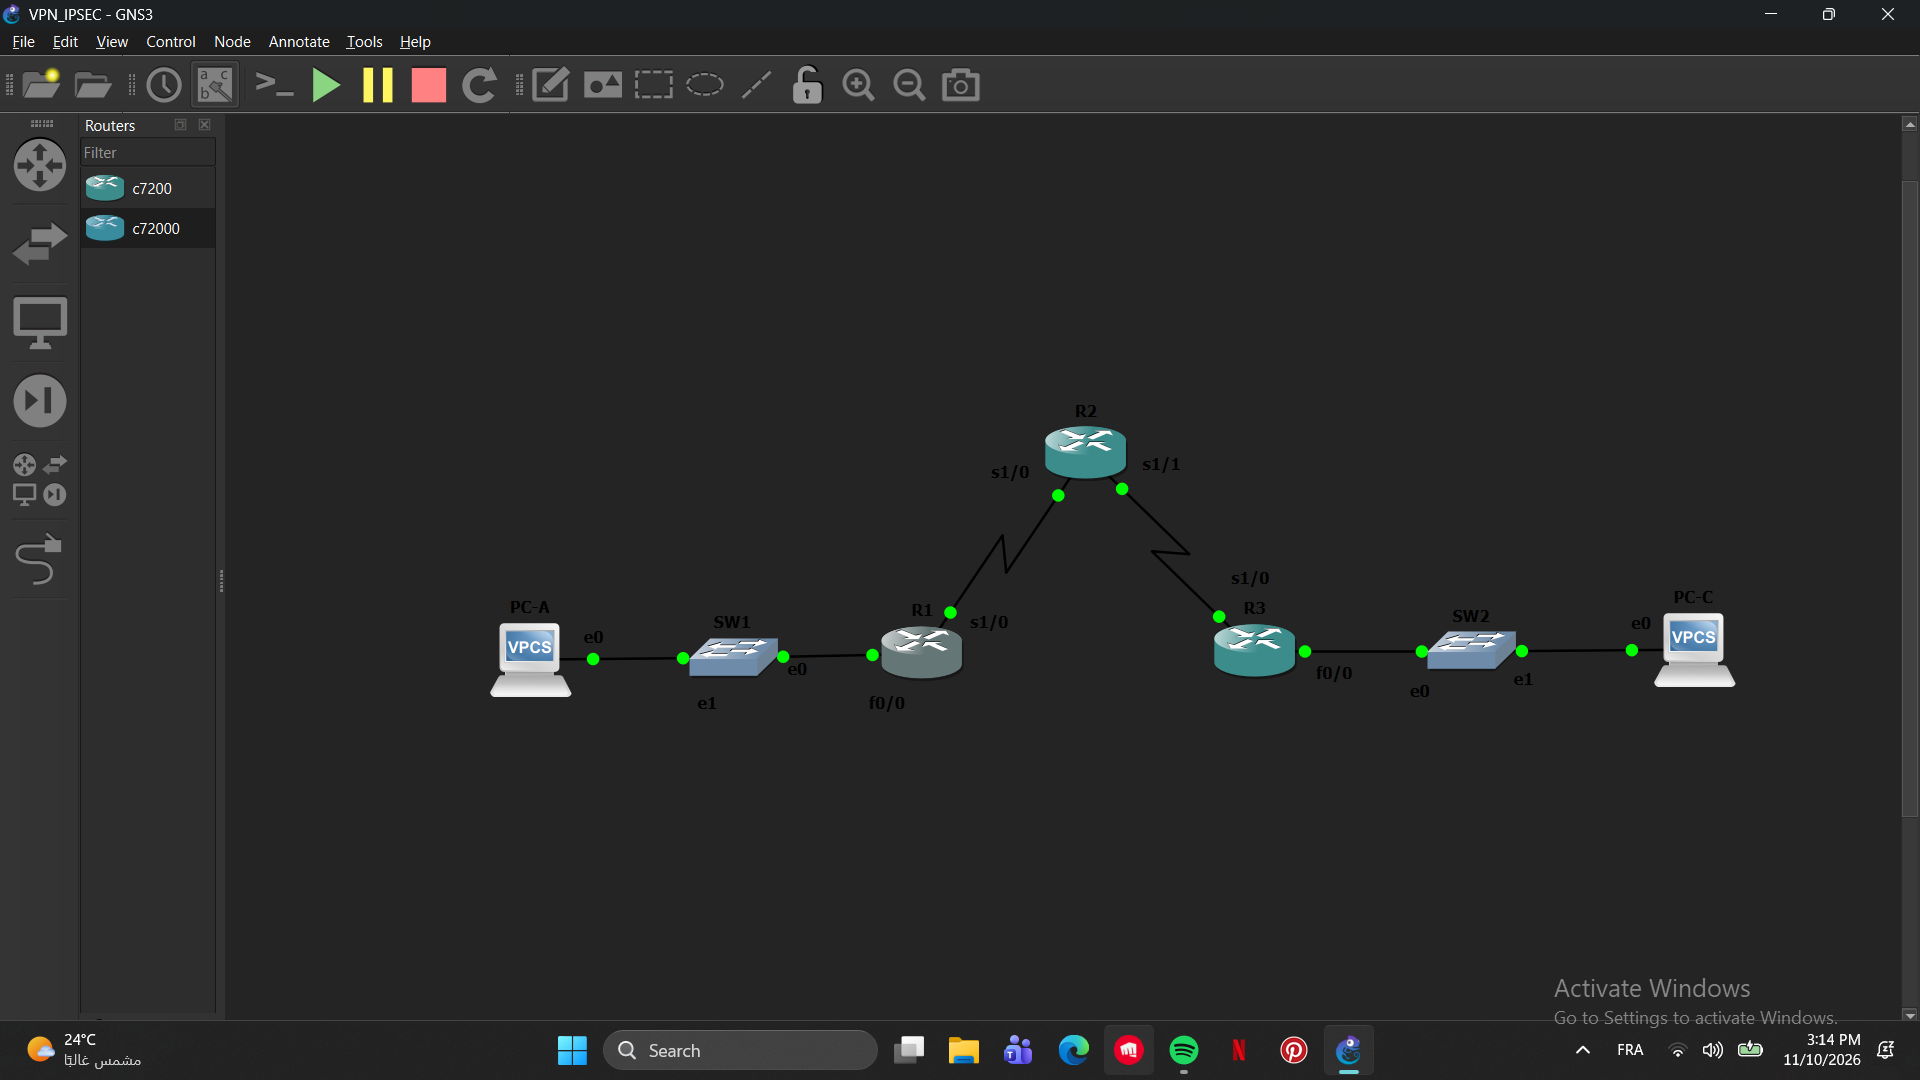 VPN_IPSEC - GNS3
File Edit View Control Node Annotate Tools Help
a c
b
Routers
Filter
c7200
c72000
R2
s1/0
s1/1
s1/0
R3
PC-A
VPCS
e0
SW1
e1
e0
R1
s1/0
f0/0
f0/0
SW2
e0
e1
PC-C
e0
VPCS
Activate Windows
Go to Settings to activate Windows.
24°C
مشمس غالبًا
Search
N
FRA
3:14 PM
11/10/2026